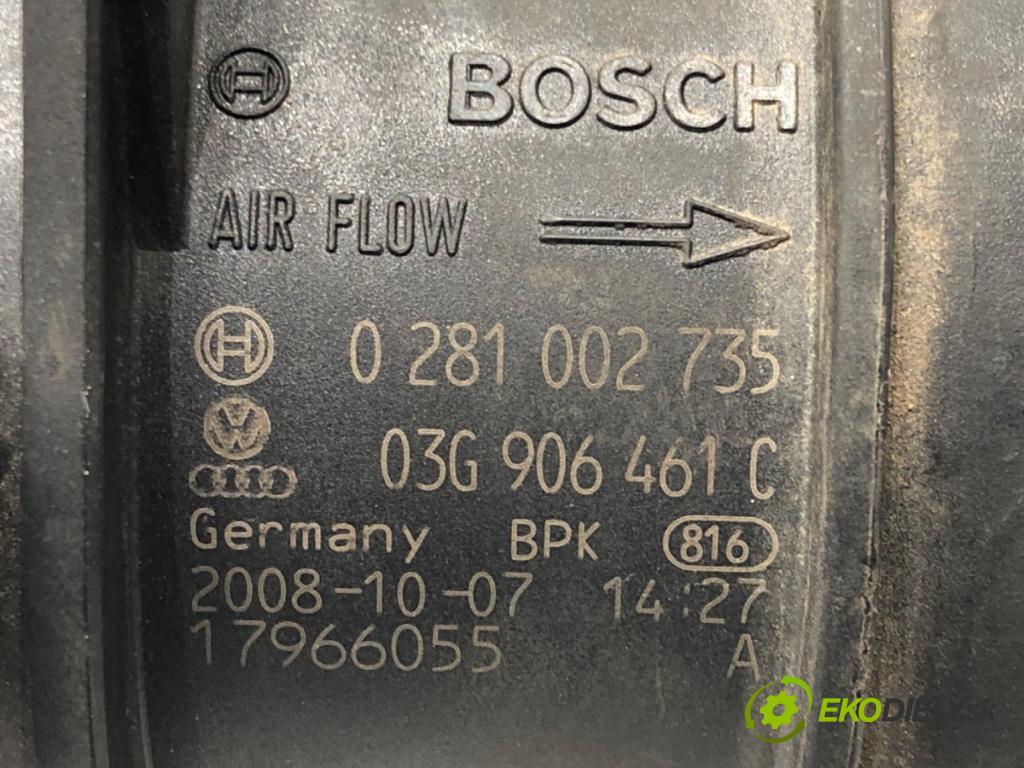 BOSCH
AIR FLOW
0 281 002 735
03G 906 461 C
Germany BPK 816
2008-10-07 14:27
17966055 A
EKODIELY.SK